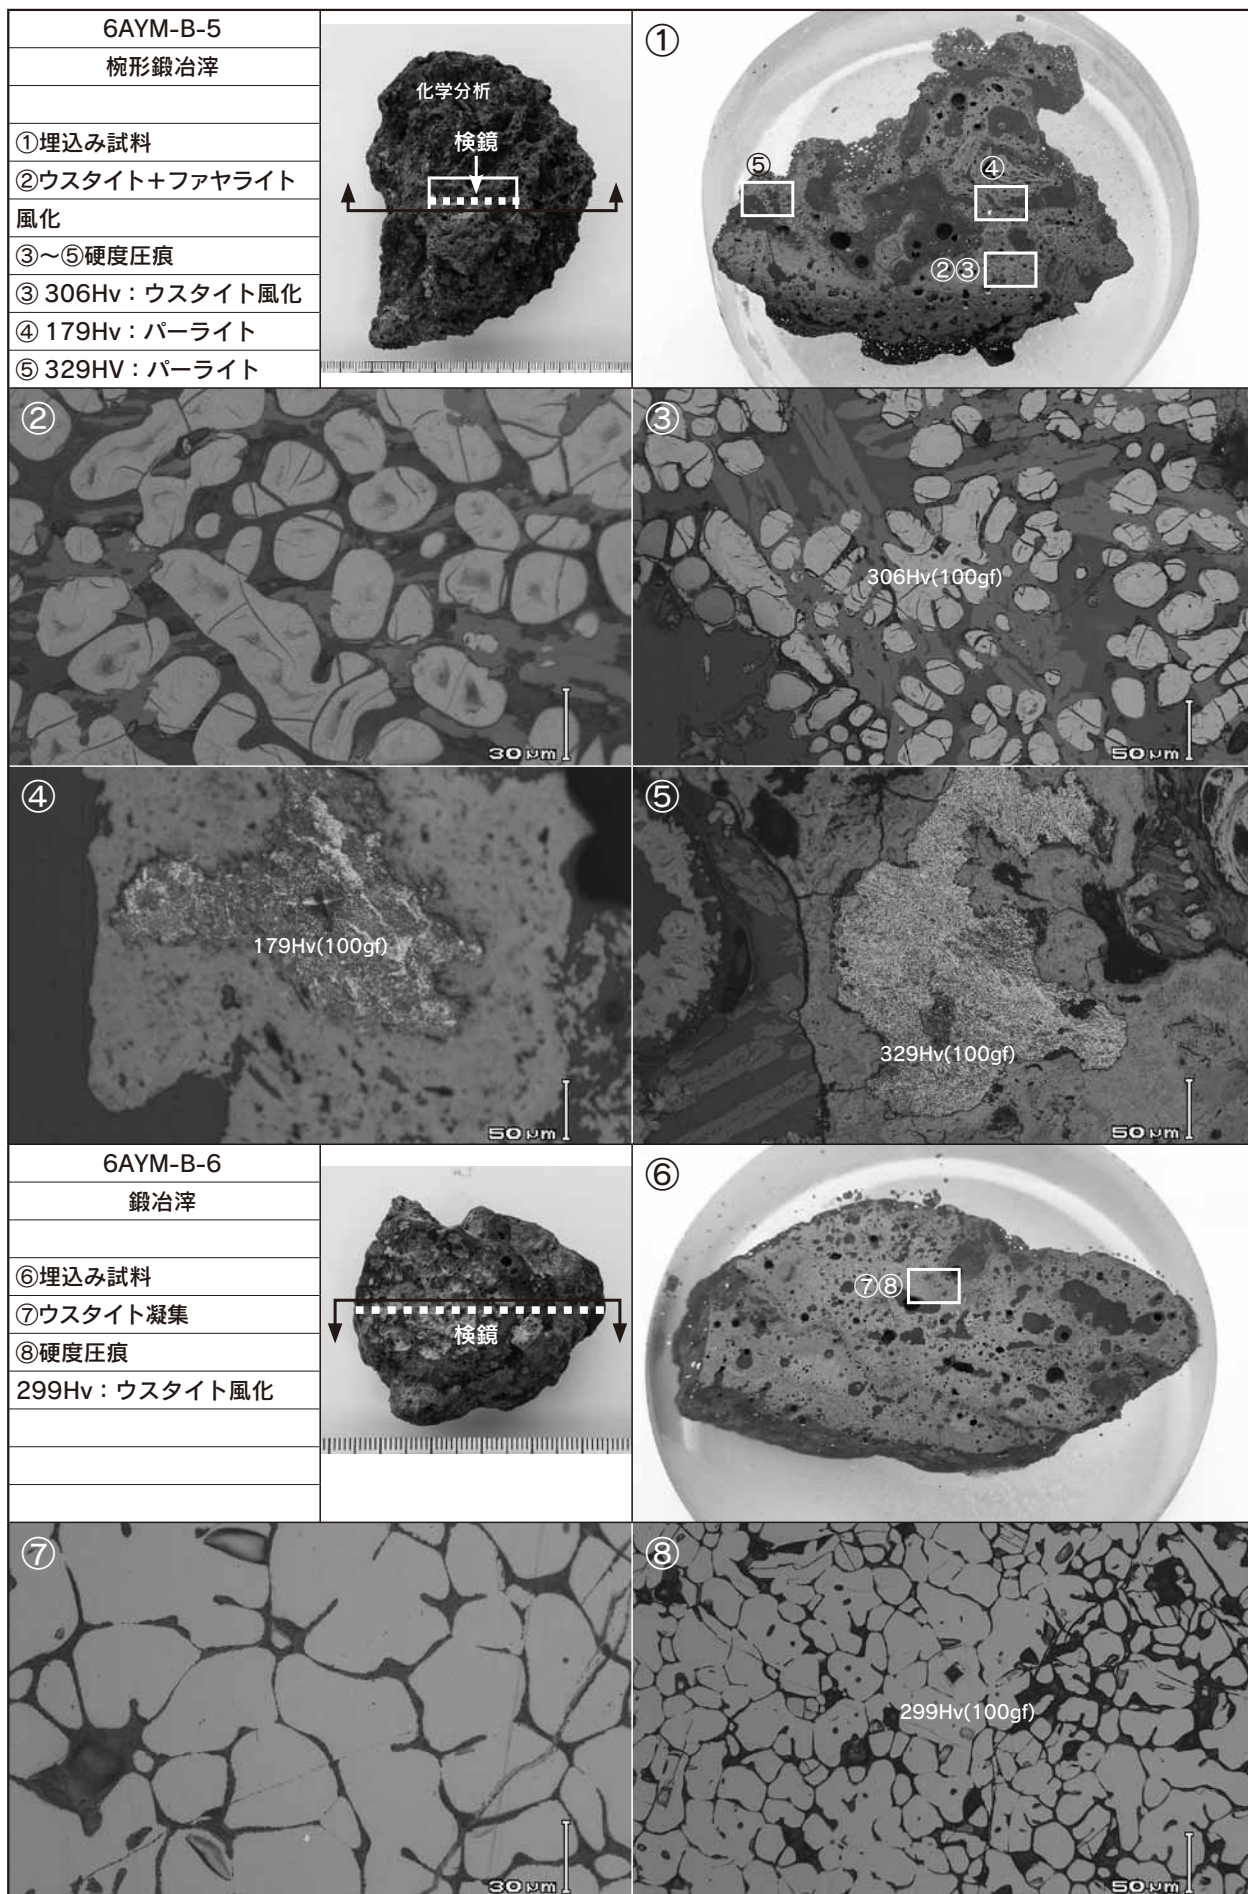 6AYM-B-5
椀形鍛冶滓
①埋込み試料
②ウスタイト＋ファヤライト
風化
③～⑤硬度圧痕
③ 306Hv：ウスタイト風化
④ 179Hv：パーライト
⑤ 329HV：パーライト
化学分析
検鏡
①
⑤
④
②③
②
30μm
③
306Hv(100gf)
50μm
④
179Hv(100gf)
50μm
⑤
329Hv(100gf)
50μm
6AYM-B-6
鍛冶滓
⑥埋込み試料
⑦ウスタイト凝集
⑧硬度圧痕
299Hv：ウスタイト風化
検鏡
⑥
⑦⑧
⑦
30μm
⑧
299Hv(100gf)
50μm